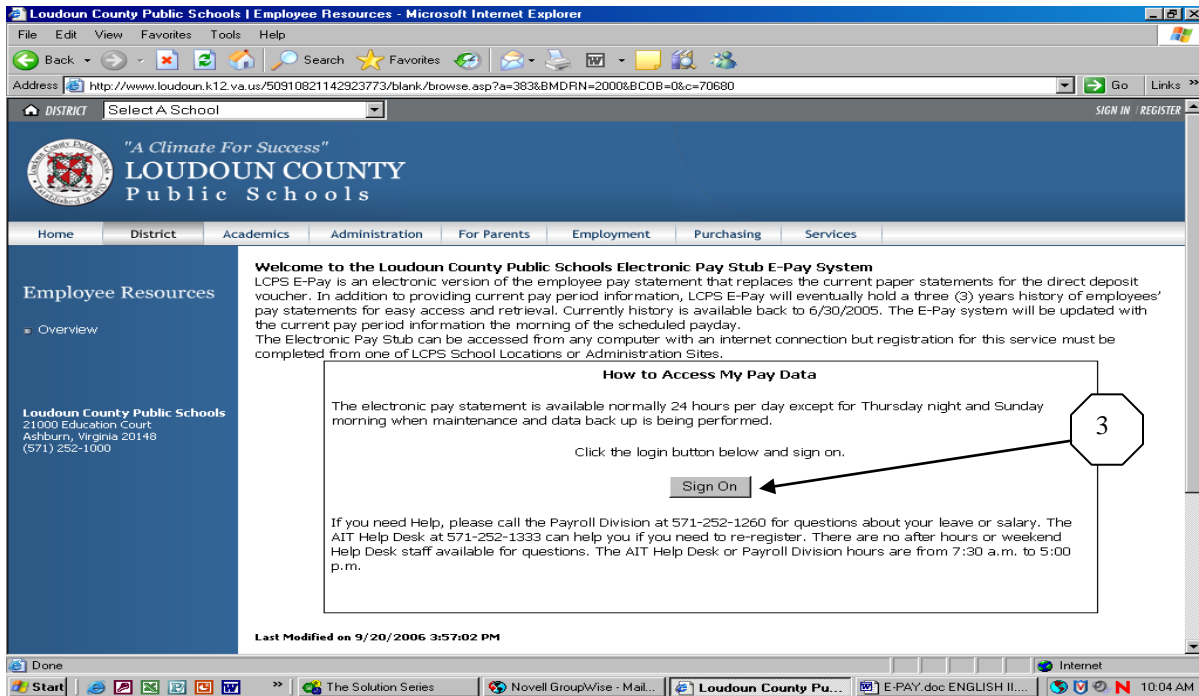 Loudoun County Public Schools | Employee Resources - Microsoft Internet Explorer
File Edit View Favorites Tools Help
Back Search Favorites
Address http://www.loudoun.k12.va.us/50910821142923773/blank/browse.asp?a=383&BMDRN=2000&BCOB=0&c=70680 Go Links »
DISTRICT Select A School SIGN IN | REGISTER
"A Climate For Success"
LOUDOUN COUNTY
Public Schools
Home District Academics Administration For Parents Employment Purchasing Services
Employee Resources
Overview
Loudoun County Public Schools
21000 Education Court
Ashburn, Virginia 20148
(571) 252-1000
Welcome to the Loudoun County Public Schools Electronic Pay Stub E-Pay System
LCPS E-Pay is an electronic version of the employee pay statement that replaces the current paper statements for the direct deposit
voucher. In addition to providing current pay period information, LCPS E-Pay will eventually hold a three (3) years history of employees'
pay statements for easy access and retrieval. Currently history is available back to 6/30/2005. The E-Pay system will be updated with
the current pay period information the morning of the scheduled payday.
The Electronic Pay Stub can be accessed from any computer with an internet connection but registration for this service must be
completed from one of LCPS School Locations or Administration Sites.
How to Access My Pay Data
The electronic pay statement is available normally 24 hours per day except for Thursday night and Sunday
morning when maintenance and data back up is being performed.
3
Click the login button below and sign on.
Sign On
If you need Help, please call the Payroll Division at 571-252-1260 for questions about your leave or salary. The
AIT Help Desk at 571-252-1333 can help you if you need to re-register. There are no after hours or weekend
Help Desk staff available for questions. The AIT Help Desk or Payroll Division hours are from 7:30 a.m. to 5:00
p.m.
Last Modified on 9/20/2006 3:57:02 PM
Done Internet
Start » The Solution Series Novell GroupWise - Mail... Loudoun County Pu... E-PAY.doc ENGLISH II.... 10:04 AM